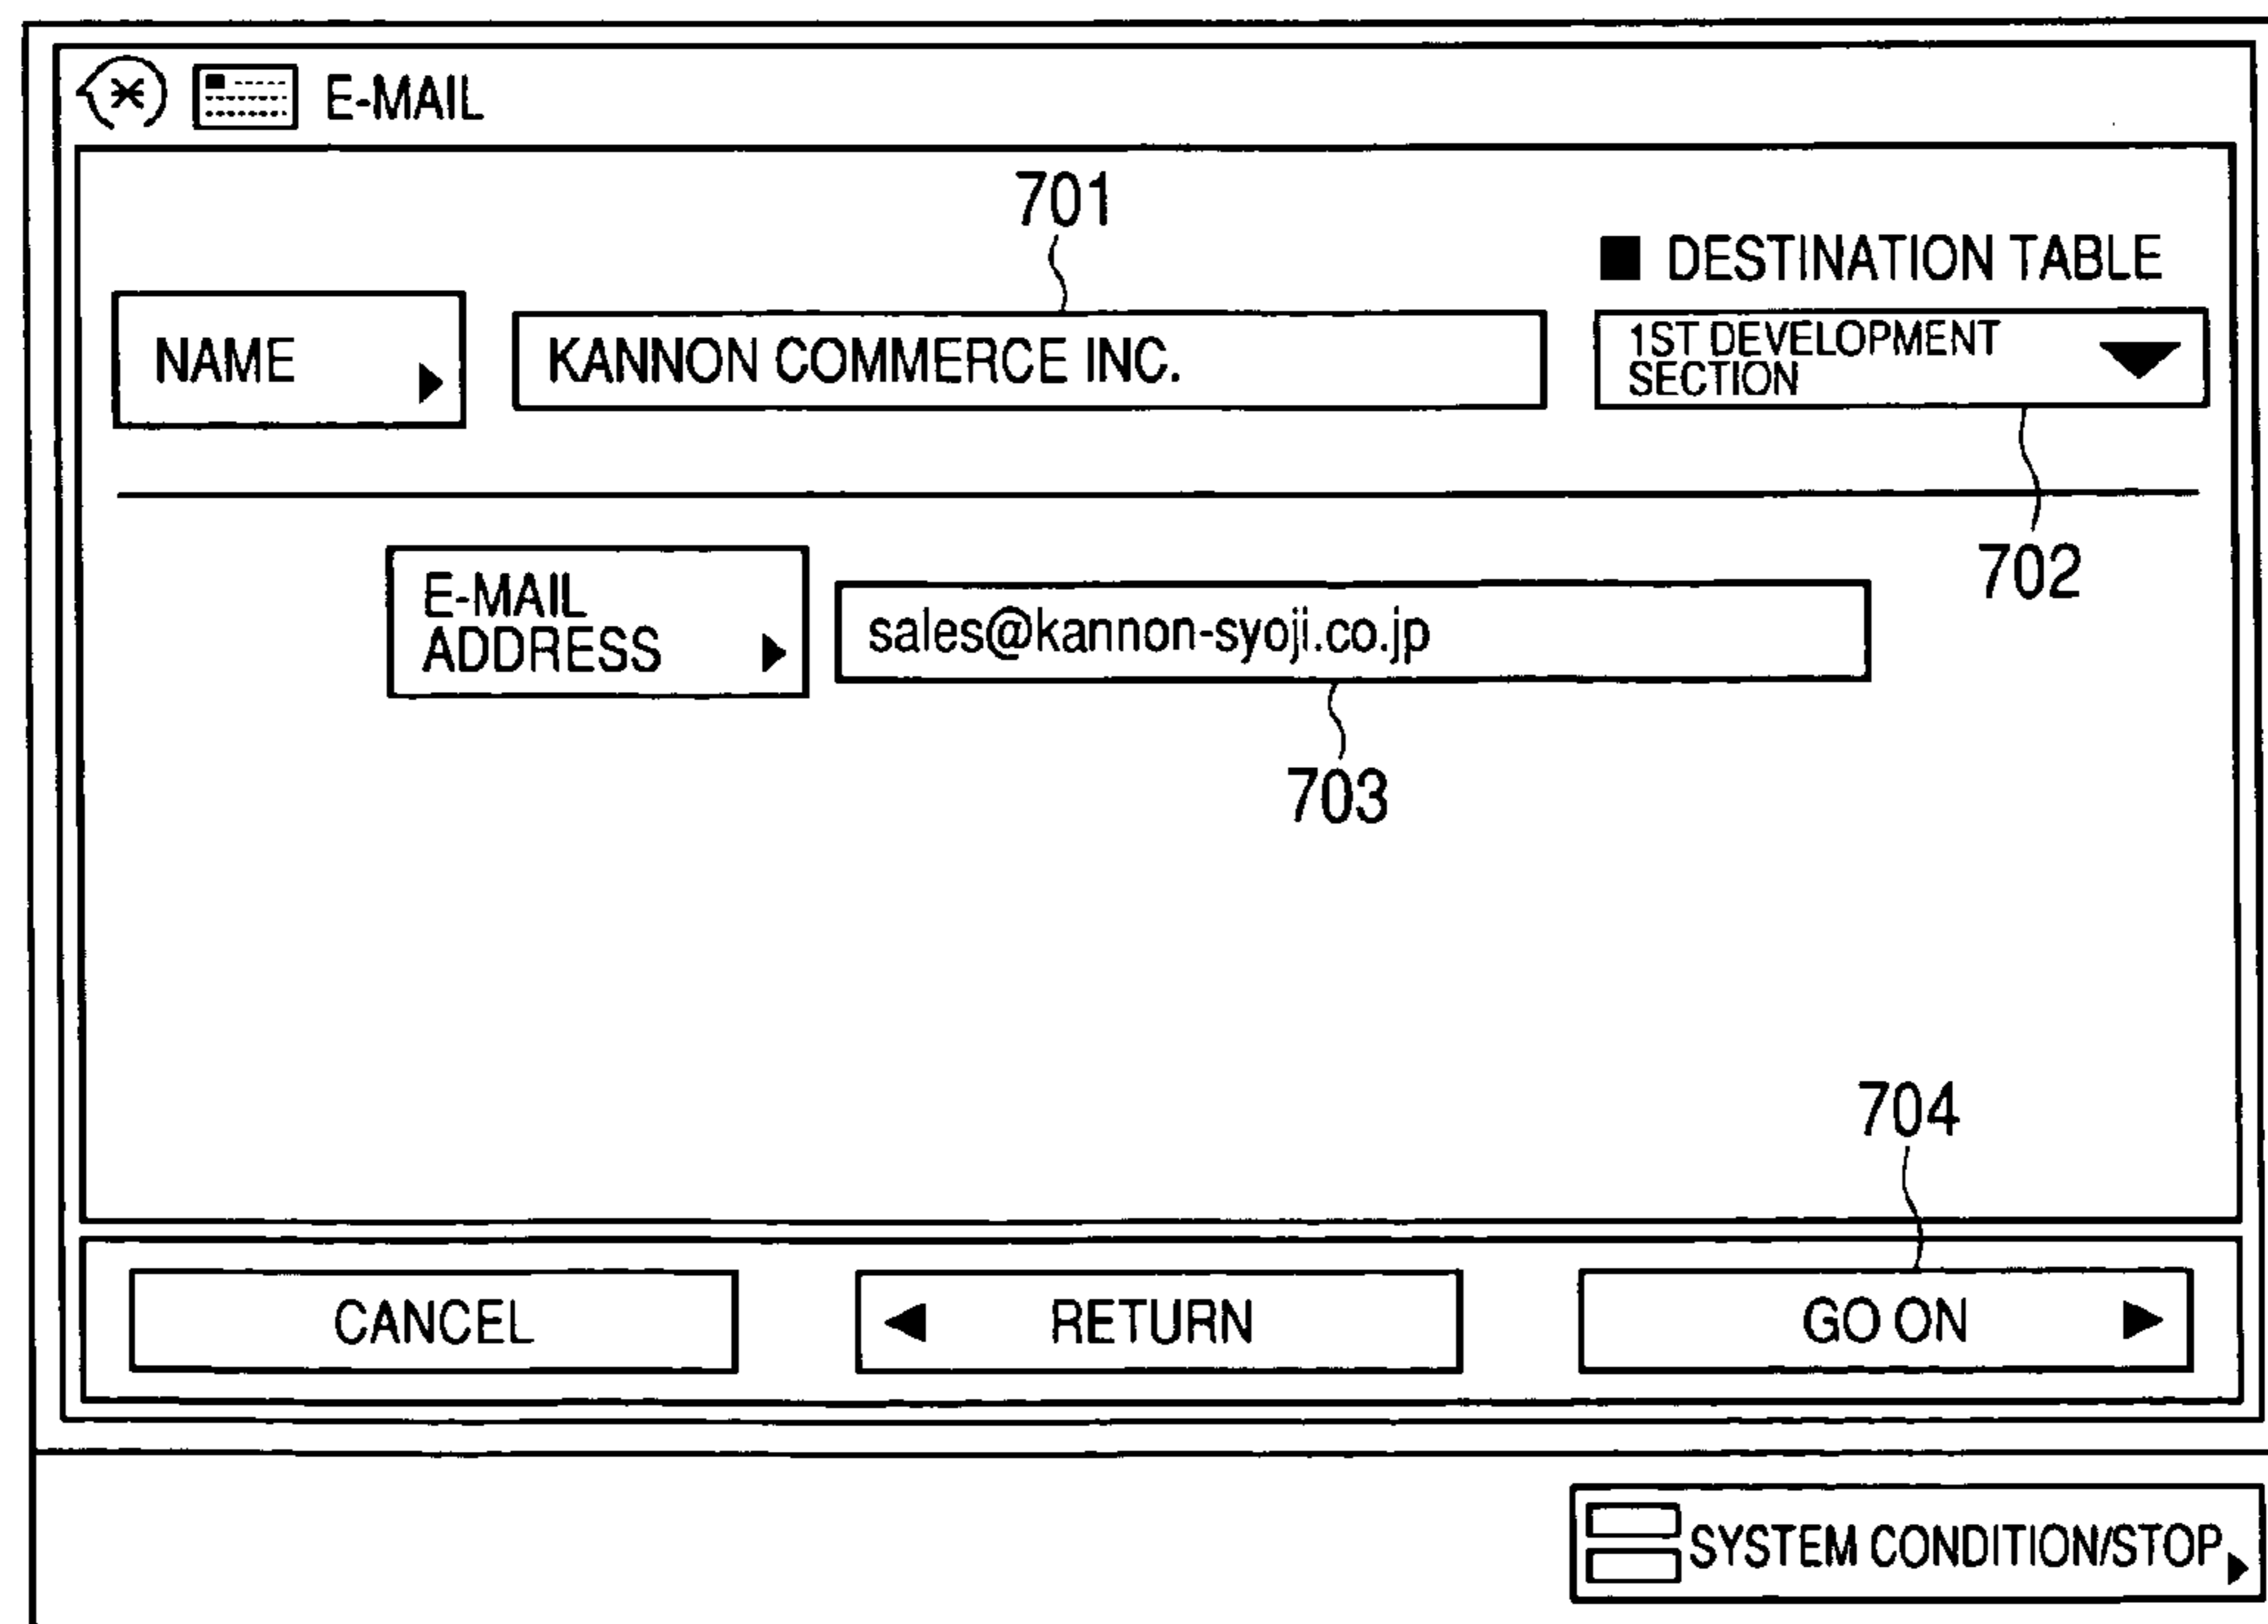 E-MAIL
701
DESTINATION TABLE
NAME
KANNON COMMERCE INC.
1ST DEVELOPMENT
SECTION
702
E-MAIL
ADDRESS
sales@kannon-syoji.co.jp
703
704
CANCEL
RETURN
GO ON
SYSTEM CONDITION/STOP